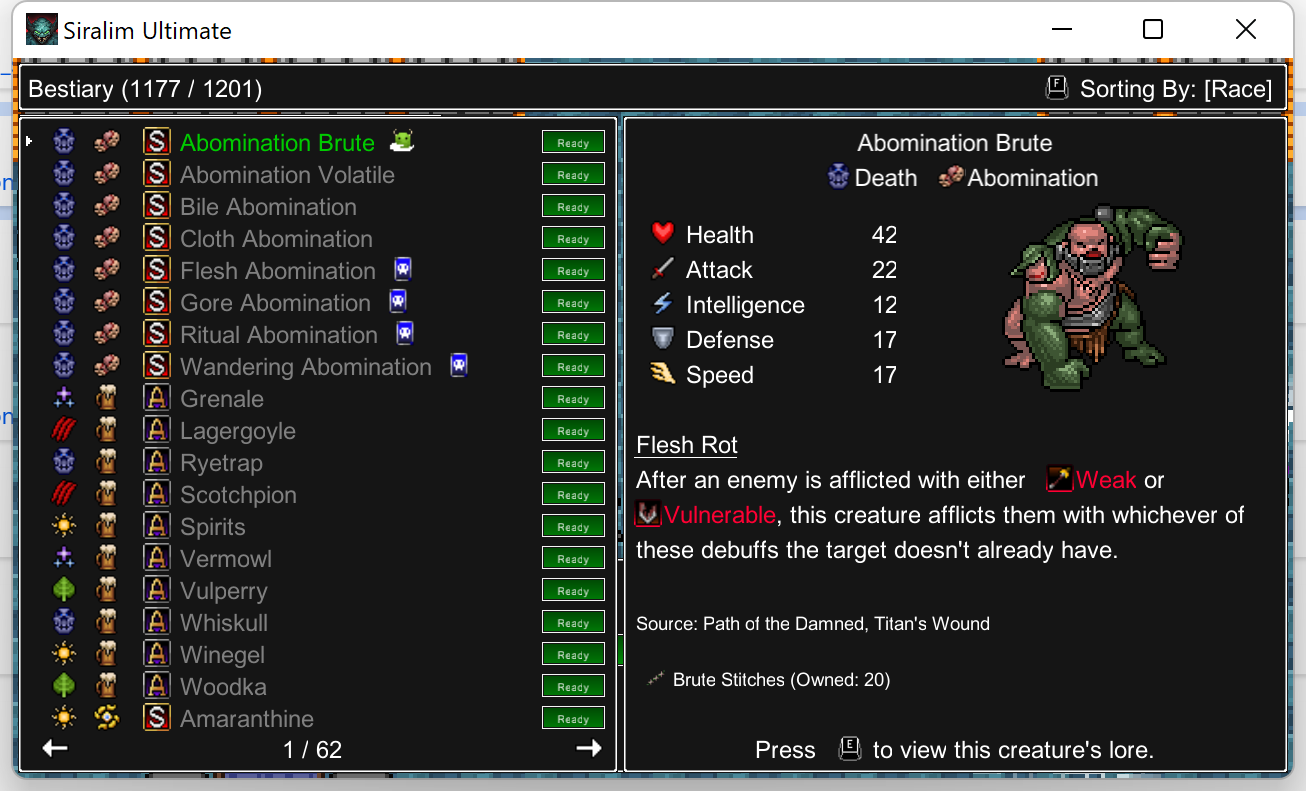 Siralim Ultimate
Bestiary (1177 / 1201)
F Sorting By: [Race]
S Abomination Brute Ready
S Abomination Volatile Ready
S Bile Abomination Ready
S Cloth Abomination Ready
S Flesh Abomination Ready
S Gore Abomination Ready
S Ritual Abomination Ready
S Wandering Abomination Ready
A Grenale Ready
A Lagergoyle Ready
A Ryetrap Ready
A Scotchpion Ready
A Spirits Ready
A Vermowl Ready
A Vulperry Ready
A Whiskull Ready
A Winegel Ready
A Woodka Ready
S Amaranthine Ready
1 / 62
Abomination Brute
Death Abomination
Health 42
Attack 22
Intelligence 12
Defense 17
Speed 17
Flesh Rot
After an enemy is afflicted with either Weak or
Vulnerable, this creature afflicts them with whichever of
these debuffs the target doesn't already have.
Source: Path of the Damned, Titan's Wound
Brute Stitches (Owned: 20)
Press E to view this creature's lore.